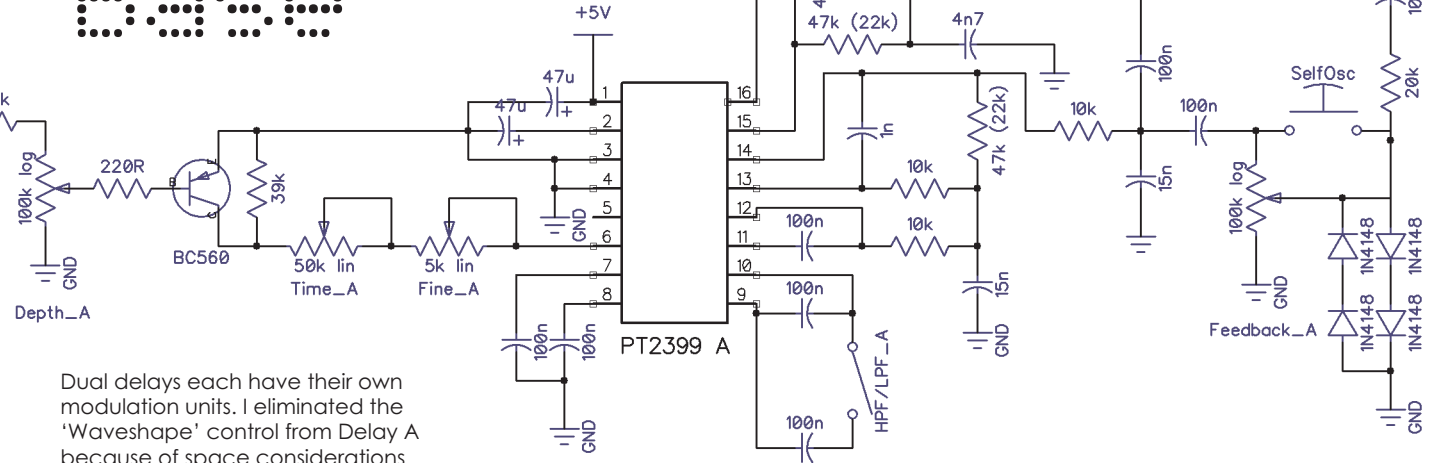 +5V
47k (22k)
4n7
47u
47u
SelfOsc
20k
100n
10k
100n
1n
47k (22k)
15n
k
100k log
220R
B
E
C
BC560
39k
GND
Depth_A
50k lin
Time_A
5k lin
Fine_A
GND
1
2
3
4
5
6
7
8
16
15
14
13
12
11
10
9
PT2399 A
10k
10k
100n
100n
100n
HPF/LPF_A
15n
GND
100n
100n
GND
100k log
GND
Feedback_A
1N4148
1N4148
1N4148
1N4148
GND
Dual delays each have their own
modulation units. I eliminated the
‘Waveshape’ control from Delay A
because of space considerations